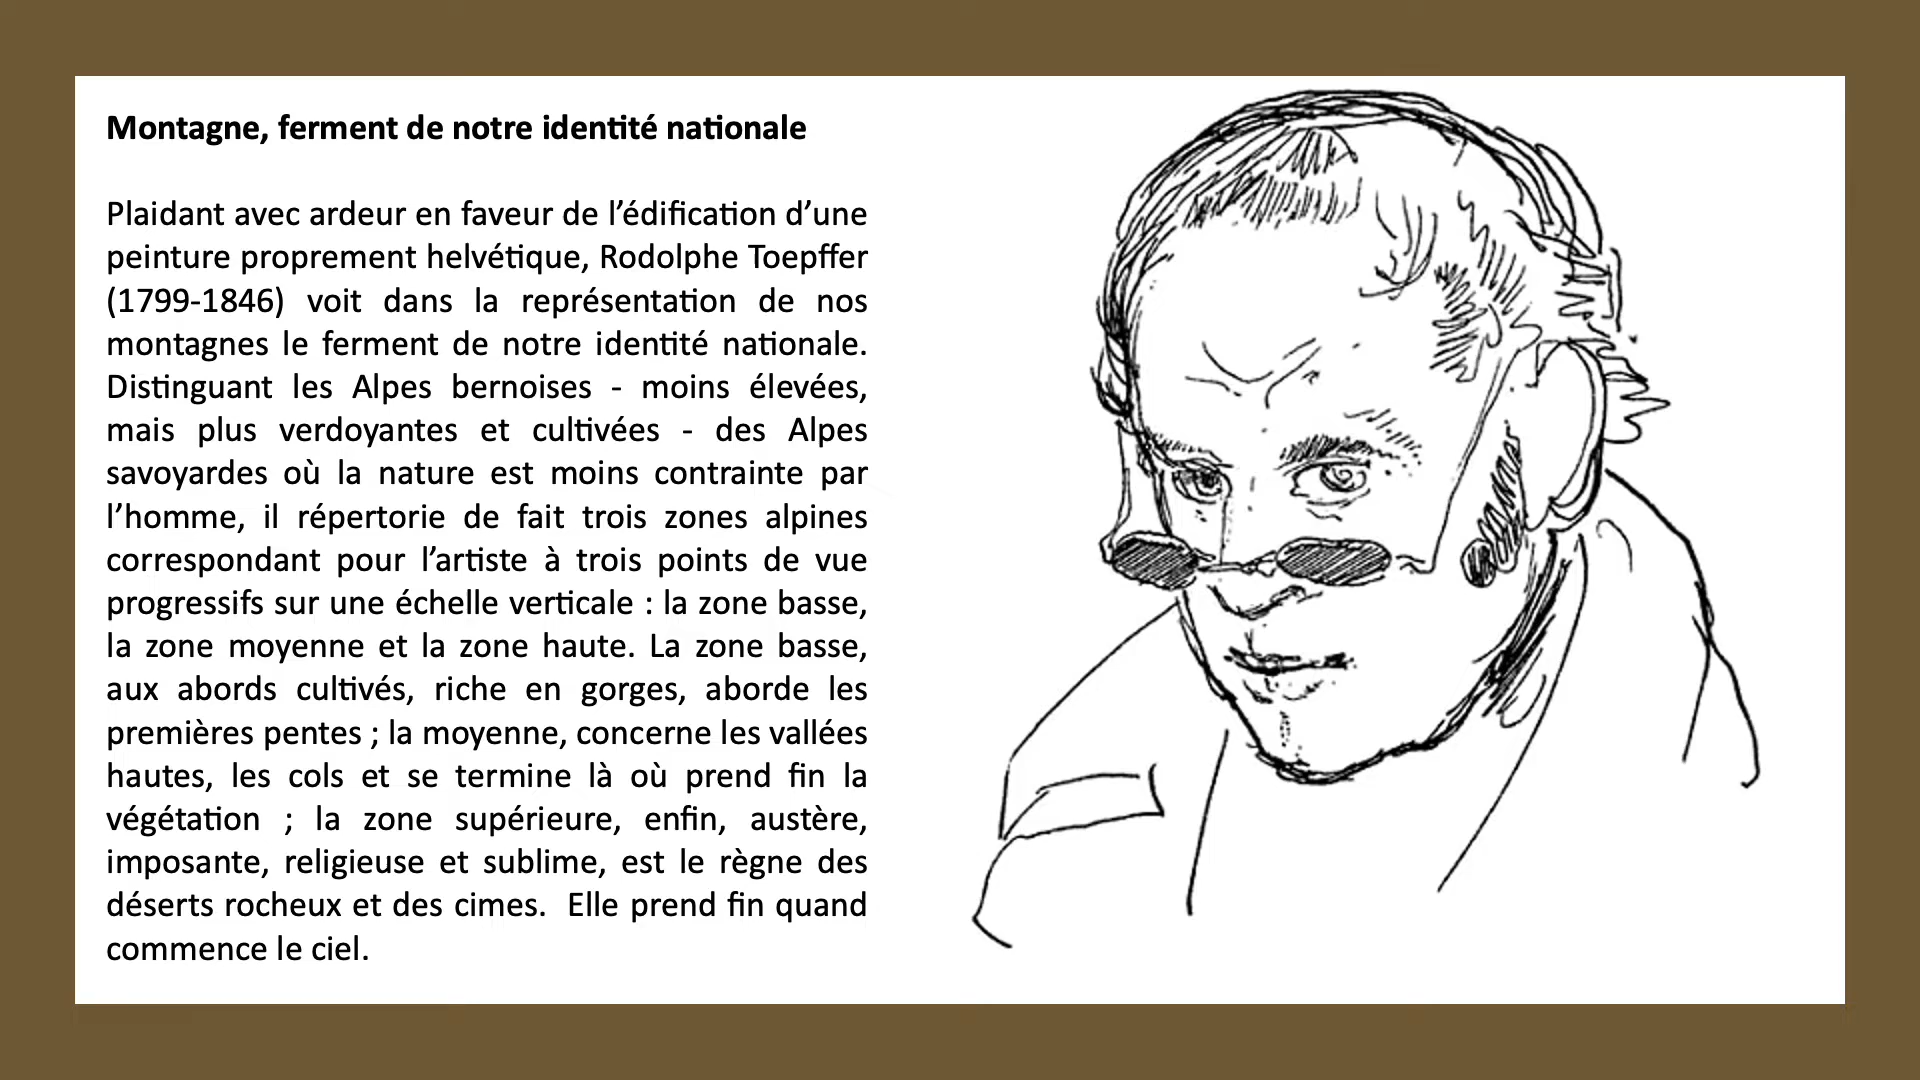 Montagne, ferment de notre identité nationale
Plaidant avec ardeur en faveur de l’édification d’une
peinture proprement helvétique, Rodolphe Toepffer
(1799-1846) voit dans la représentation de nos
montagnes le ferment de notre identité nationale.
Distinguant les Alpes bernoises - moins élevées,
mais plus verdoyantes et cultivées - des Alpes
savoyardes où la nature est moins contrainte par
l’homme, il répertorie de fait trois zones alpines
correspondant pour l’artiste à trois points de vue
progressifs sur une échelle verticale : la zone basse,
la zone moyenne et la zone haute. La zone basse,
aux abords cultivés, riche en gorges, aborde les
premières pentes ; la moyenne, concerne les vallées
hautes, les cols et se termine là où prend fin la
végétation ; la zone supérieure, enfin, austère,
imposante, religieuse et sublime, est le règne des
déserts rocheux et des cimes.  Elle prend fin quand
commence le ciel.